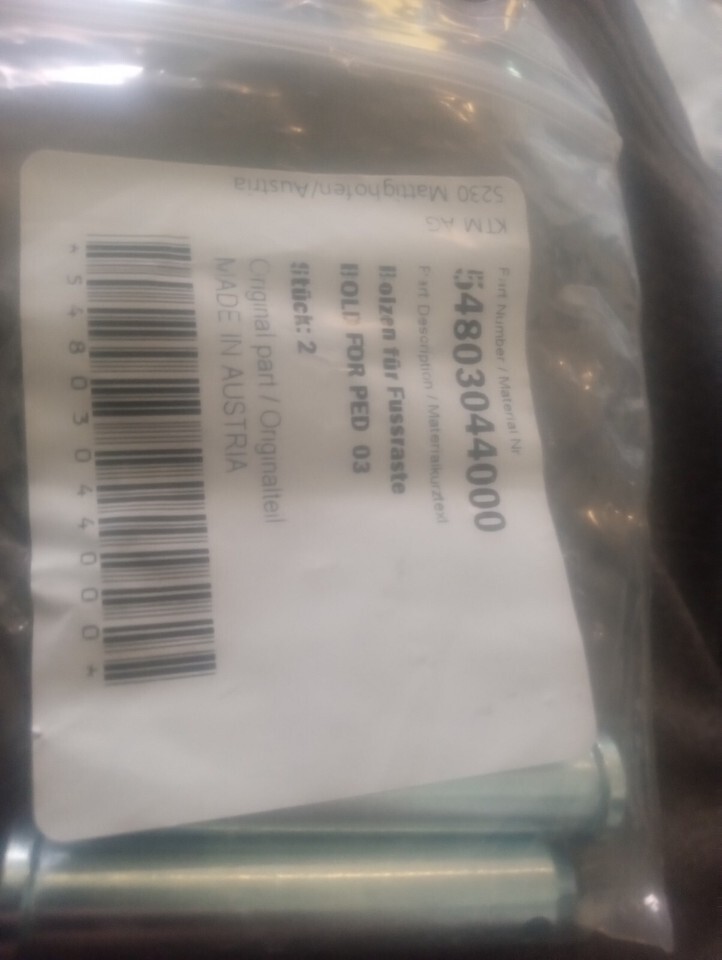 KTM AG
5230 Mattighofen/Austria
Part Number / Material Nr
54803044000
Part Description / Materialkurztext
Bolzen für Fussraste
BOLT FOR PED 03
Stück: 2
Original part / Originalteil
MADE IN AUSTRIA
*54803044000*